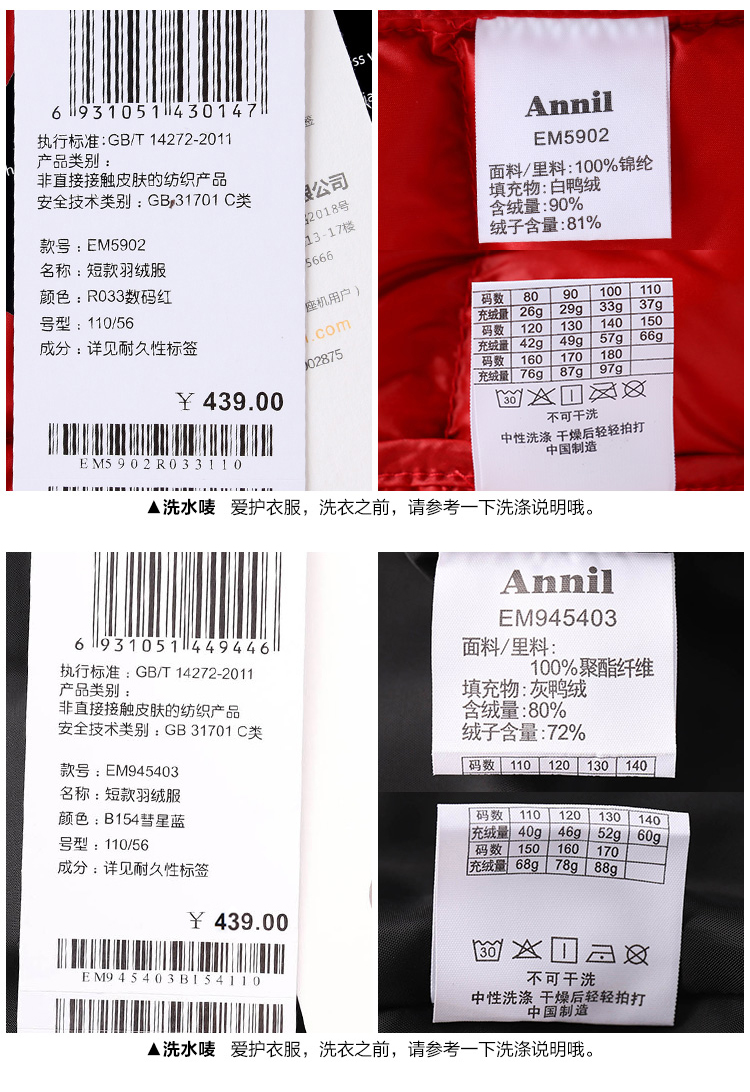 6 931051 430147
执行标准:GB/T 14272-2011
产品类别：
非直接接触皮肤的纺织产品
安全技术类别：GB 31701 C类
款号：EM5902
名称：短款羽绒服
颜色：R033数码红
号型：110/56
成分：详见耐久性标签
¥ 439.00
EM5902R033110
限公司
2018号
13-17楼
5666
座机用户）
.com
02875
Annil
EM5902
面料/里料:100%锦纶
填充物:白鸭绒
含绒量:90%
绒子含量:81%
码数 80 90 100 110
充绒量 26g 29g 33g 37g
码数 120 130 140 150
充绒量 42g 49g 57g 66g
码数 160 170 180
充绒量 76g 87g 97g
30
不可干洗
中性洗涤 干燥后轻轻拍打
中国制造
▲洗水唛 爱护衣服，洗衣之前，请参考一下洗涤说明哦。
6 931051 449446
执行标准：GB/T 14272-2011
产品类别：
非直接接触皮肤的纺织产品
安全技术类别：GB 31701 C类
款号：EM945403
名称：短款羽绒服
颜色：B154彗星蓝
号型：110/56
成分：详见耐久性标签
¥ 439.00
EM945403B154110
Annil
EM945403
面料/里料:
100%聚酯纤维
填充物:灰鸭绒
含绒量:80%
绒子含量:72%
码数 110 120 130 140
码数 110 120 130 140
充绒量 40g 46g 52g 60g
码数 150 160 170
充绒量 68g 78g 88g
30
不可干洗
中性洗涤 干燥后轻轻拍打
中国制造
▲洗水唛 爱护衣服，洗衣之前，请参考一下洗涤说明哦。